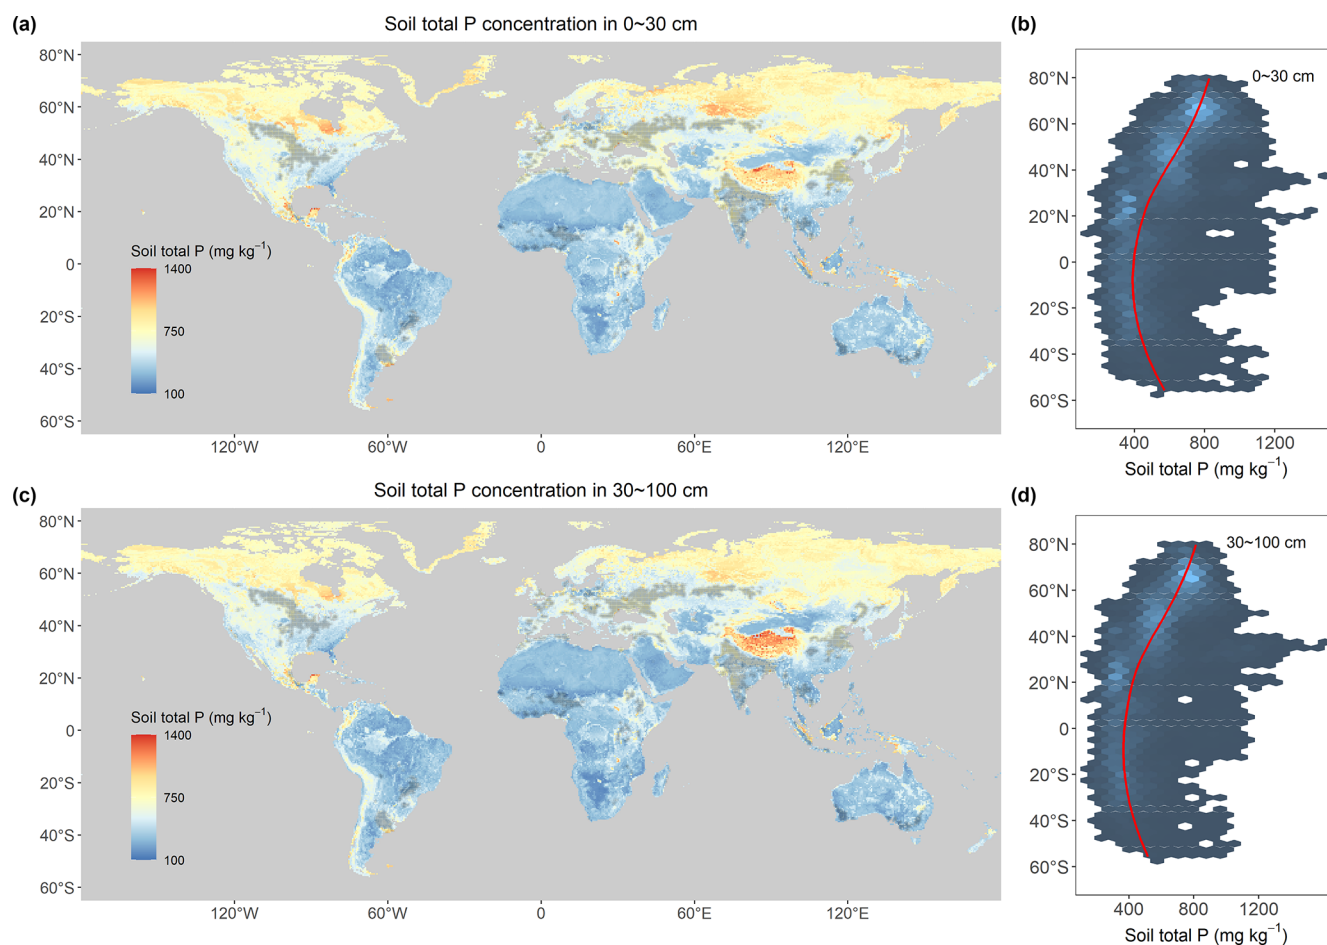 (a)
Soil total P concentration in 0~30 cm
80°N
60°N
40°N
20°N
0
20°S
40°S
60°S
Soil total P (mg kg⁻¹)
1400
750
100
120°W 60°W 0 60°E 120°E
(b)
0~30 cm
80°N
60°N
40°N
20°N
0
20°S
40°S
60°S
400 800 1200
Soil total P (mg kg⁻¹)
(c)
Soil total P concentration in 30~100 cm
80°N
60°N
40°N
20°N
0
20°S
40°S
60°S
Soil total P (mg kg⁻¹)
1400
750
100
120°W 60°W 0 60°E 120°E
(d)
30~100 cm
80°N
60°N
40°N
20°N
0
20°S
40°S
60°S
400 800 1200
Soil total P (mg kg⁻¹)